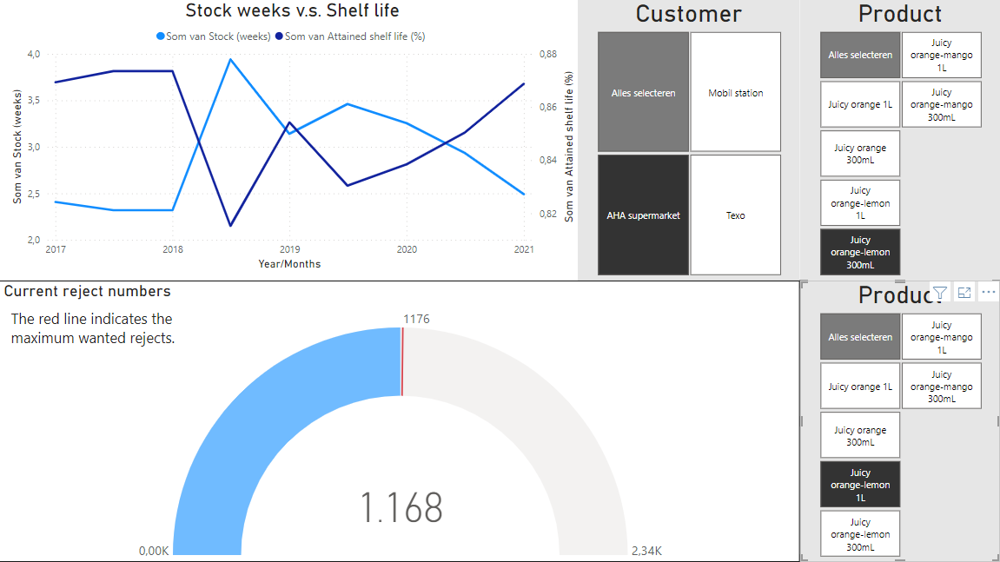 Stock weeks v.s. Shelf life
Som van Stock (weeks) Som van Attained shelf life (%)
4,0
3,5
3,0
2,5
2,0
Som van Stock (weeks)
0,88
0,86
0,84
0,82
Som van Attained shelf life (%)
2017 2018 2019 2020 2021
Year/Months
Customer
Alles selecteren
Mobil station
AHA supermarket
Texo
Product
Alles selecteren
Juicy
orange-mango
1L
Juicy orange 1L
Juicy
orange-mango
300mL
Juicy orange
300mL
Juicy
orange-lemon
1L
Juicy
orange-lemon
300mL
Current reject numbers
The red line indicates the
maximum wanted rejects.
1176
1.168
0,00K
2,34K
Product
Alles selecteren
Juicy
orange-mango
1L
Juicy orange 1L
Juicy
orange-mango
300mL
Juicy orange
300mL
Juicy
orange-lemon
1L
Juicy
orange-lemon
300mL